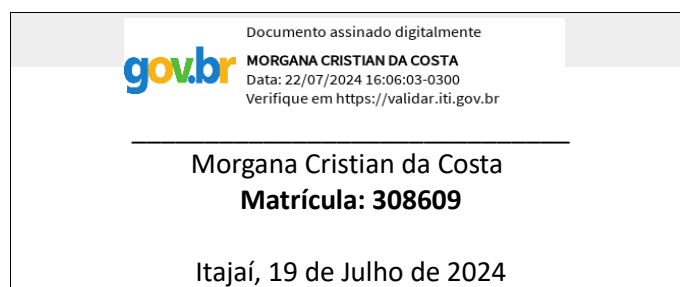 Documento assinado digitalmente
gov.br
MORGANA CRISTIAN DA COSTA
Data: 22/07/2024 16:06:03-0300
Verifique em https://validar.iti.gov.br
Morgana Cristian da Costa
Matrícula: 308609
Itajaí, 19 de Julho de 2024